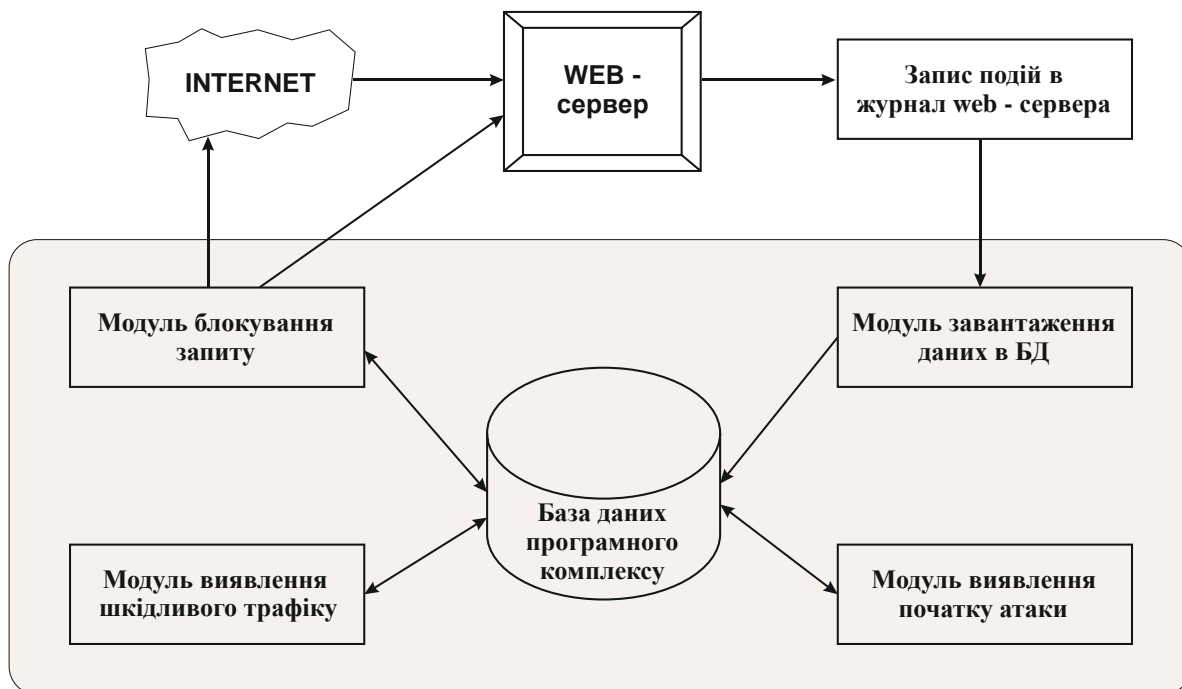 INTERNET
WEB -
сервер
Запис подій в
журнал web - сервера
Модуль блокування
запиту
Модуль завантаження
даних в БД
База даних
програмного
комплексу
Модуль виявлення
шкідливого трафіку
Модуль виявлення
початку атаки